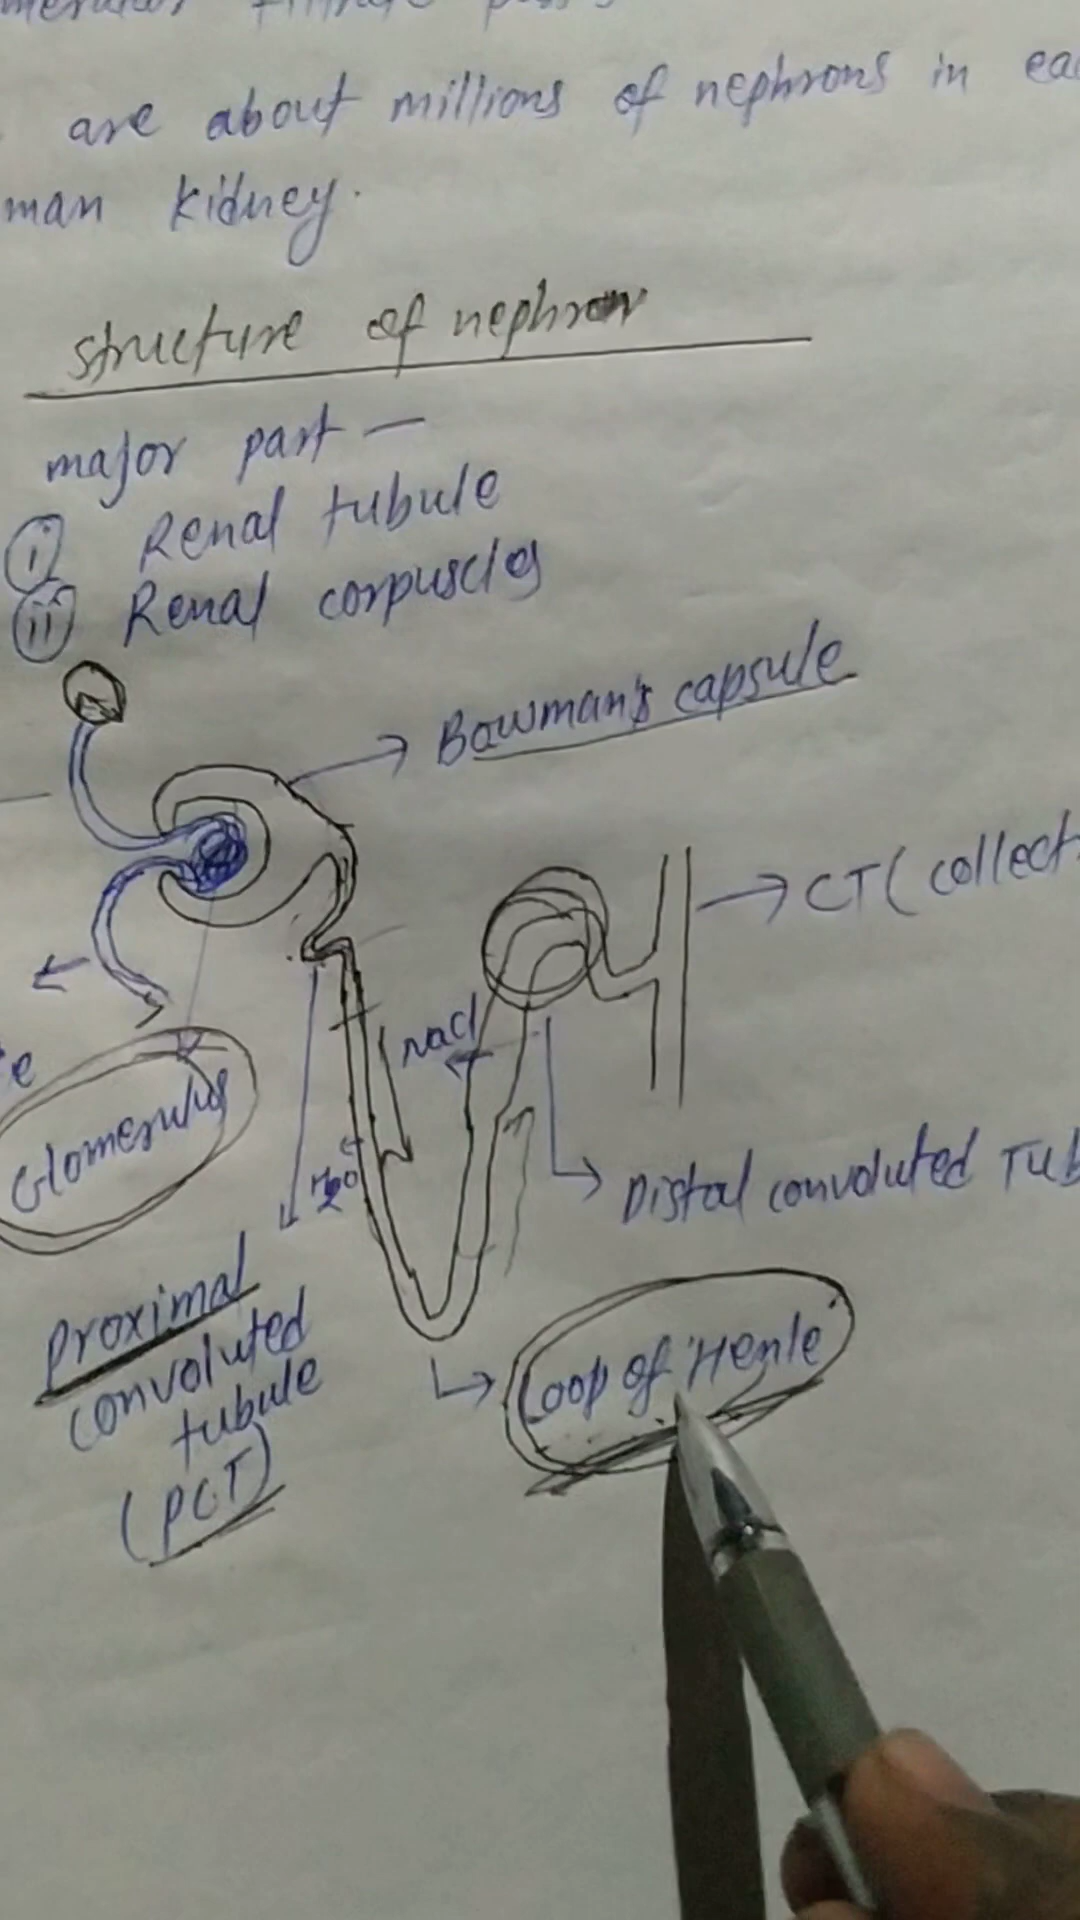 are about millions of nephrons in
man kidney.
structure of nephron
major part —
(i) Renal tubule
(ii) Renal corpuscles
Bowman's capsule
CT( collect
NaCl
H2O
Glomerulus
Distal convoluted Tub
Proximal
convoluted
tubule
(PCT)
Loop of Henle